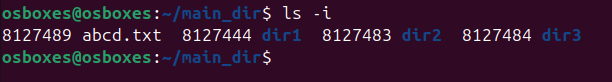 osboxes@osboxes:~/main_dir$ ls -i
8127489 abcd.txt  8127444 dir1  8127483 dir2  8127484 dir3
osboxes@osboxes:~/main_dir$